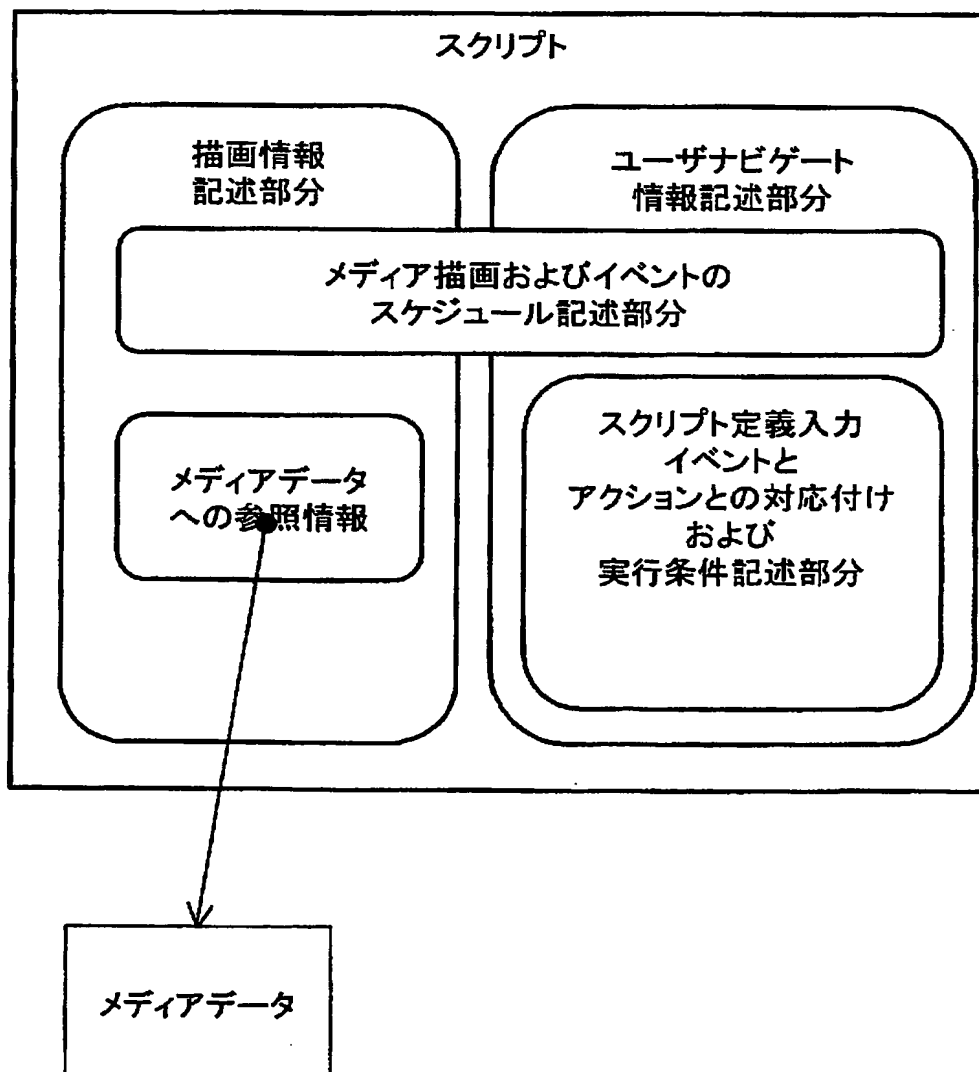 スクリプト
描画情報
記述部分
ユーザナビゲート
情報記述部分
メディア描画およびイベントの
スケジュール記述部分
メディアデータ
への参照情報
スクリプト定義入力
イベントと
アクションとの対応付け
および
実行条件記述部分
メディアデータ